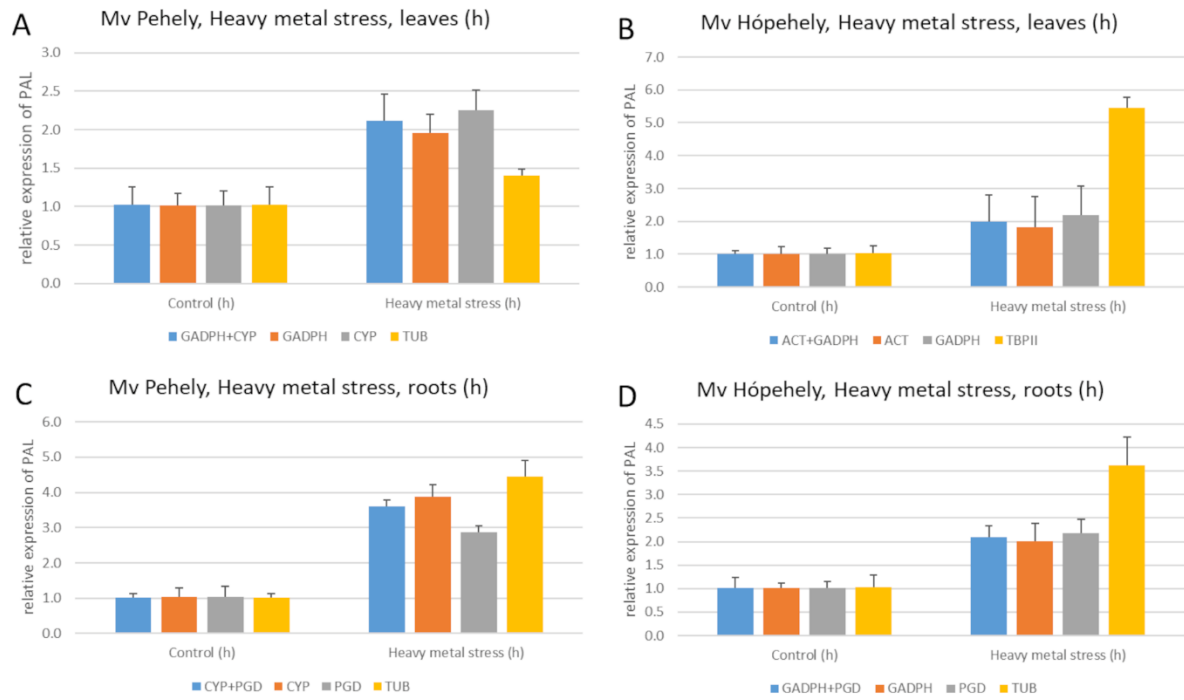 A
Mv Pehely, Heavy metal stress, leaves (h)
relative expression of PAL
3.0
2.5
2.0
1.5
1.0
0.5
0.0
Control (h)
Heavy metal stress (h)
GADPH+CYP GADPH CYP TUB
B
Mv Hópehely, Heavy metal stress, leaves (h)
relative expression of PAL
7.0
6.0
5.0
4.0
3.0
2.0
1.0
0.0
Control (h)
Heavy metal stress (h)
ACT+GADPH ACT GADPH TBPII
C
Mv Pehely, Heavy metal stress, roots (h)
relative expression of PAL
6.0
5.0
4.0
3.0
2.0
1.0
0.0
Control (h)
Heavy metal stress (h)
CYP+PGD CYP PGD TUB
D
Mv Hópehely, Heavy metal stress, roots (h)
relative expression of PAL
4.5
4.0
3.5
3.0
2.5
2.0
1.5
1.0
0.5
0.0
Control (h)
Heavy metal stress (h)
GADPH+PGD GADPH PGD TUB